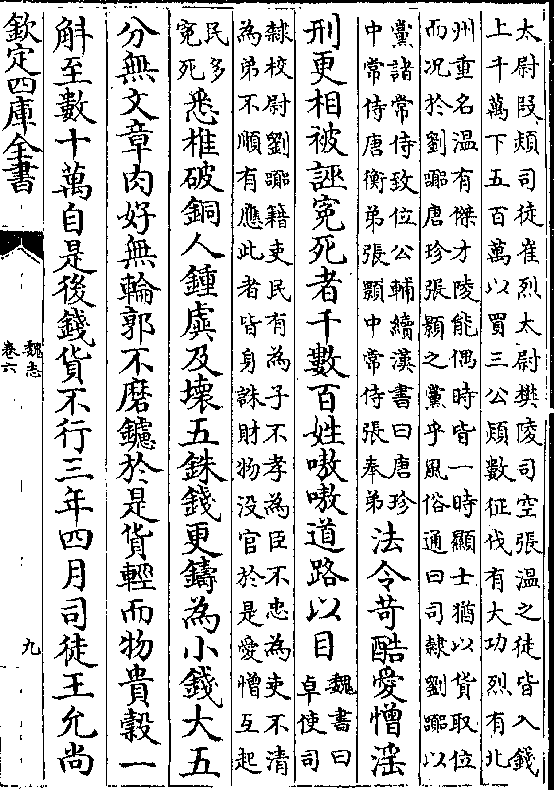 太尉段熲司徒崔烈太尉樊陵司空張溫之徒皆入錢
上千萬下五百萬以買三公熲數征伐有大功烈有北
州重名溫有傑才陵能偶時皆一時顯士猶以貨取位
而况於劉囂唐珍張顥之黨乎風俗通曰司隸劉囂以
黨諸常侍致位公輔續漢書曰唐珍
中常侍唐衡弟張顥中常侍張奉弟
法令苛酷愛憎淫
刑更相被誣寃死者千數百姓嗷嗷道路以目
魏書曰
卓使司
隸校尉劉囂籍吏民有為子不孝為臣不忠為吏不清
為弟不順有應此者皆身誅財物没官於是愛憎互起
民多
寃死
悉椎破銅人鍾虡及壊五銖錢更鑄為小錢大五
分無文章肉好無輪郭不磨鑢於是貨輕而物貴榖一
斛至數十萬自是後錢貨不行三年四月司徒王允尚
欽定四庫全書
魏志
卷六
九